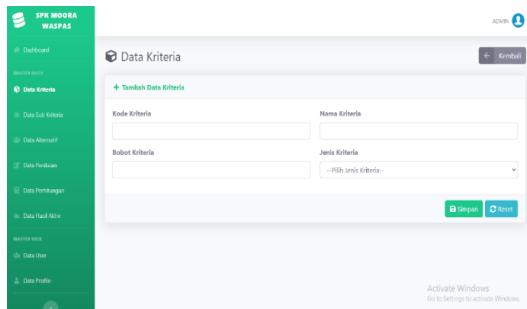 SPK MOORA
WASPAS
ADMIN
Dashboard
MASTER DATA
Data Kriteria
Data Sub Kriteria
Data Alternatif
Data Penilaian
Data Perhitungan
Data Hasil Akhir
MASTER USER
Data User
Data Profile
Data Kriteria
Kembali
+ Tambah Data Kriteria
Kode Kriteria
Nama Kriteria
Bobot Kriteria
Jenis Kriteria
--Pilih Jenis Kriteria--
Simpan
Reset
Activate Windows
Go to Settings to activate Windows.